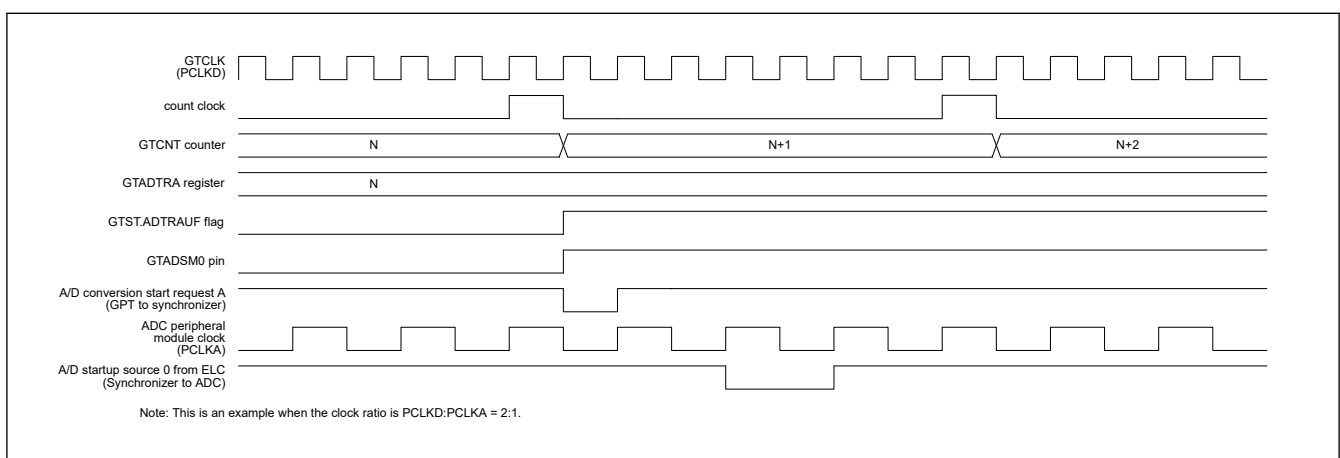 GTCLK
(PCLKD)
count clock
GTCNT counter
N
N+1
N+2
GTADTRA register
N
GTST.ADTRAUF flag
GTADSM0 pin
A/D conversion start request A
(GPT to synchronizer)
ADC peripheral
module clock
(PCLKA)
A/D startup source 0 from ELC
(Synchronizer to ADC)
Note: This is an example when the clock ratio is PCLKD:PCLKA = 2:1.